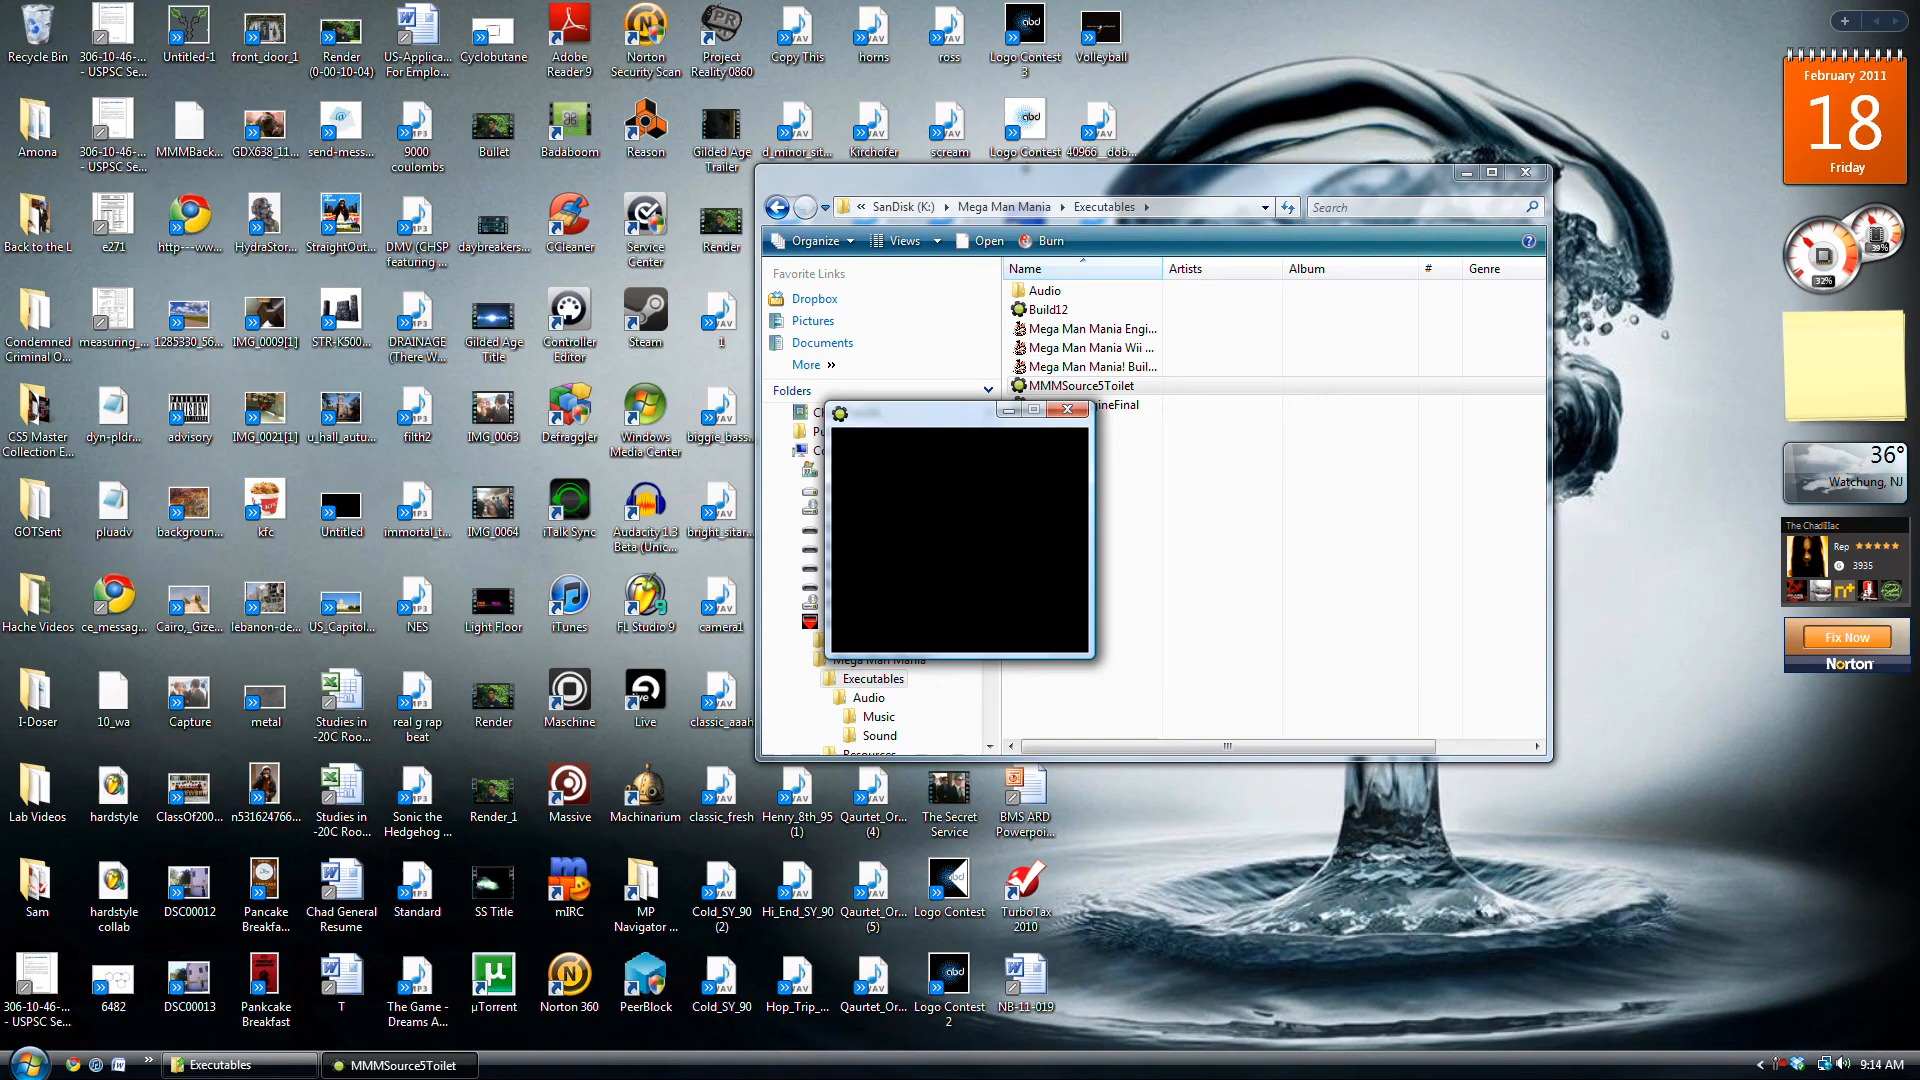 Recycle Bin
306-10-46-...
- USPSC Se...
Untitled-1
front_door_1
Render
(0-00-10-04)
US-Applica...
For Emplo...
Cyclobutane
Adobe
Reader 9
Norton
Security Scan
Project
Reality 0860
Copy This
horns
ross
Logo Contest
3
Volleyball
Amona
306-10-46-...
- USPSC Se...
MMMBack...
GDX638_11...
send-mess...
9000
coulombs
Bullet
Badaboom
Reason
Gilded Age
Trailer
d_minor_sit...
Kirchofer
scream
Logo Contest
40966__dob...
Back to the L
e271
http---ww...
HydraStor...
StraightOut...
DMV (CHSP
featuring ...
daybreakers...
CCleaner
Service
Center
Render
Condemned
Criminal O...
measuring_...
1285330_56...
IMG_0009[1]
STR-K500...
DRAINAGE
(There W...
Gilded Age
Title
Controller
Editor
Steam
1
CS5 Master
Collection E...
dyn-pldr...
advisory
IMG_0021[1]
u_hall_autu...
filth2
IMG_0063
Defraggler
Windows
Media Center
biggie_bass...
GOTSent
pluadv
backgroun...
kfc
Untitled
immortal_t...
IMG_0064
iTalk Sync
Audacity 1.3
Beta (Unic...
bright_sitar...
Hache Videos
ce_messag...
Cairo,_Gize...
lebanon-de...
US_Capitol...
NES
Light Floor
iTunes
FL Studio 9
camera1
I-Doser
10_wa
Capture
metal
Studies in
-20C Roo...
real g rap
beat
Render
Maschine
Live
classic_aaah
Lab Videos
hardstyle
ClassOf200...
n531624766...
Studies in
-20C Roo...
Sonic the
Hedgehog ...
Render_1
Massive
Machinarium
classic_fresh
Henry_8th_95
(1)
Qaurtet_Or...
(4)
The Secret
Service
BMS ARD
Powerpoi...
Sam
hardstyle
collab
DSC00012
Pancake
Breakfa...
Chad General
Resume
Standard
SS Title
mIRC
MP
Navigator ...
Cold_SY_90
(2)
Hi_End_SY_90
Qaurtet_Or...
(5)
Logo Contest
TurboTax
2010
306-10-46-...
- USPSC Se...
6482
DSC00013
Pankcake
Breakfast
T
The Game -
Dreams A...
µTorrent
Norton 360
PeerBlock
Cold_SY_90
Hop_Trip_...
Qaurtet_Or...
Logo Contest
2
NB-11-019
SanDisk (K:)
Mega Man Mania
Executables
Search
Organize
Views
Open
Burn
Favorite Links
Dropbox
Pictures
Documents
More
Folders
Name
Artists
Album
#
Genre
Audio
Build12
Mega Man Mania Engi...
Mega Man Mania Wii ...
Mega Man Mania! Buil...
MMMSource5Toilet
gineFinal
Mega Man Mania
Executables
Audio
Music
Sound
Resources
February 2011
18
Friday
39%
32%
36°
Watchung, NJ
The Chadillac
Rep
G 3935
Fix Now
Norton
Executables
MMMSource5Toilet
9:14 AM